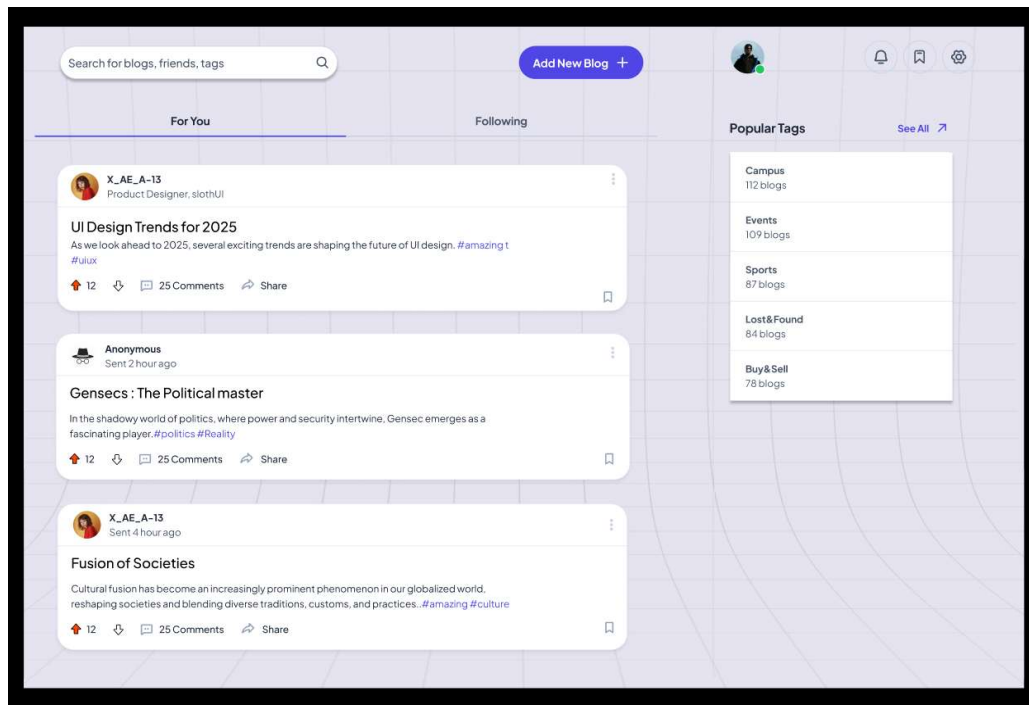 Search for blogs, friends, tags
Add New Blog +
For You
Following
X_AE_A-13
Product Designer, slothUI
UI Design Trends for 2025
As we look ahead to 2025, several exciting trends are shaping the future of UI design. #amazing t
#uiux
12
25 Comments
Share
Anonymous
Sent 2 hour ago
Gensecs : The Political master
In the shadowy world of politics, where power and security intertwine, Gensec emerges as a
fascinating player.#politics #Reality
12
25 Comments
Share
X_AE_A-13
Sent 4 hour ago
Fusion of Societies
Cultural fusion has become an increasingly prominent phenomenon in our globalized world,
reshaping societies and blending diverse traditions, customs, and practices..#amazing #culture
12
25 Comments
Share
Popular Tags
See All
Campus
112 blogs
Events
109 blogs
Sports
87 blogs
Lost&Found
84 blogs
Buy&Sell
78 blogs